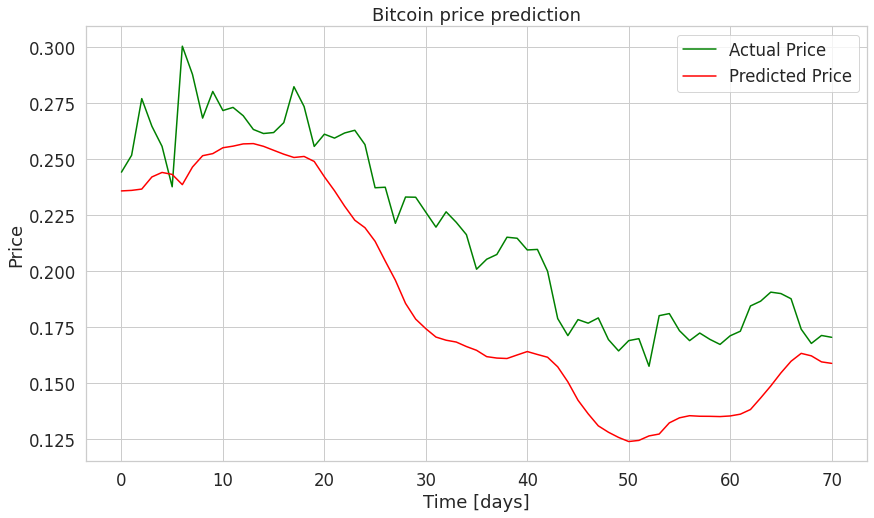 Bitcoin price prediction
Actual Price
Predicted Price
0.300
0.275
0.250
0.225
0.200
0.175
0.150
0.125
Price
0 10 20 30 40 50 60 70
Time [days]